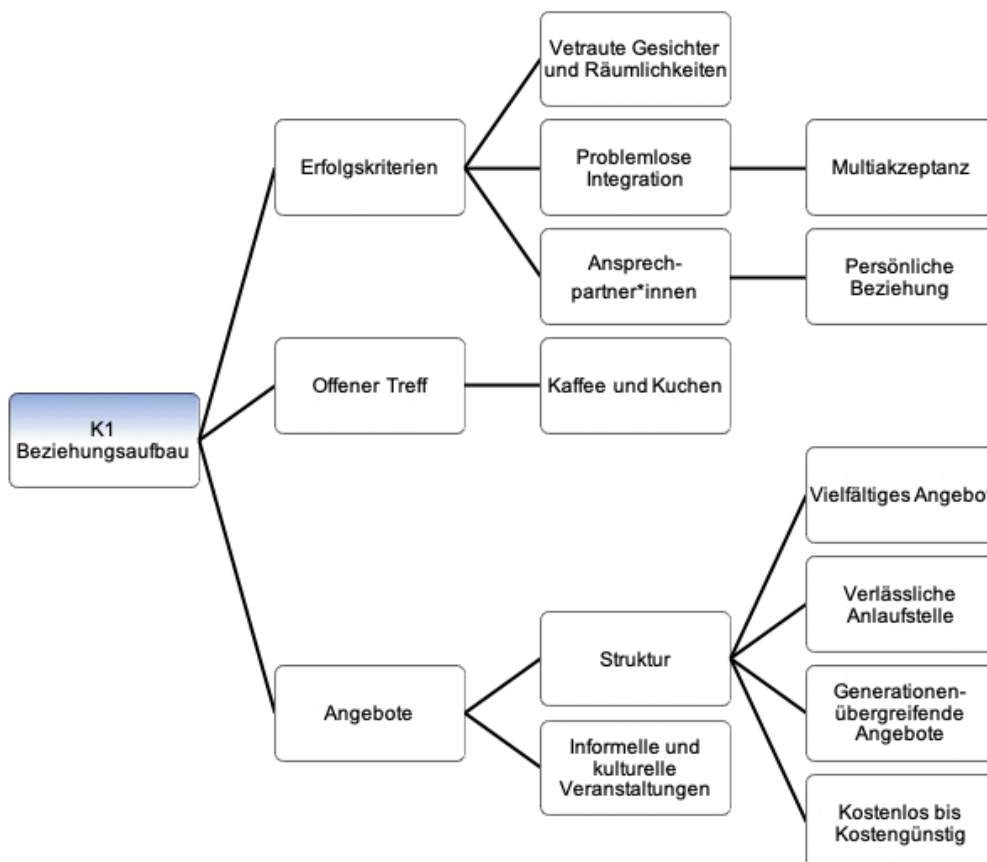 Vetraute Gesichter
und Räumlichkeiten
Erfolgskriterien
Problemlose
Integration
Multiakzeptanz
Ansprech-
partner*innen
Persönliche
Beziehung
Offener Treff
Kaffee und Kuchen
K1
Beziehungsaufbau
Vielfältiges Angebot
Verlässliche
Anlaufstelle
Struktur
Angebote
Generationen-
übergreifende
Angebote
Informelle und
kulturelle
Veranstaltungen
Kostenlos bis
Kostengünstig